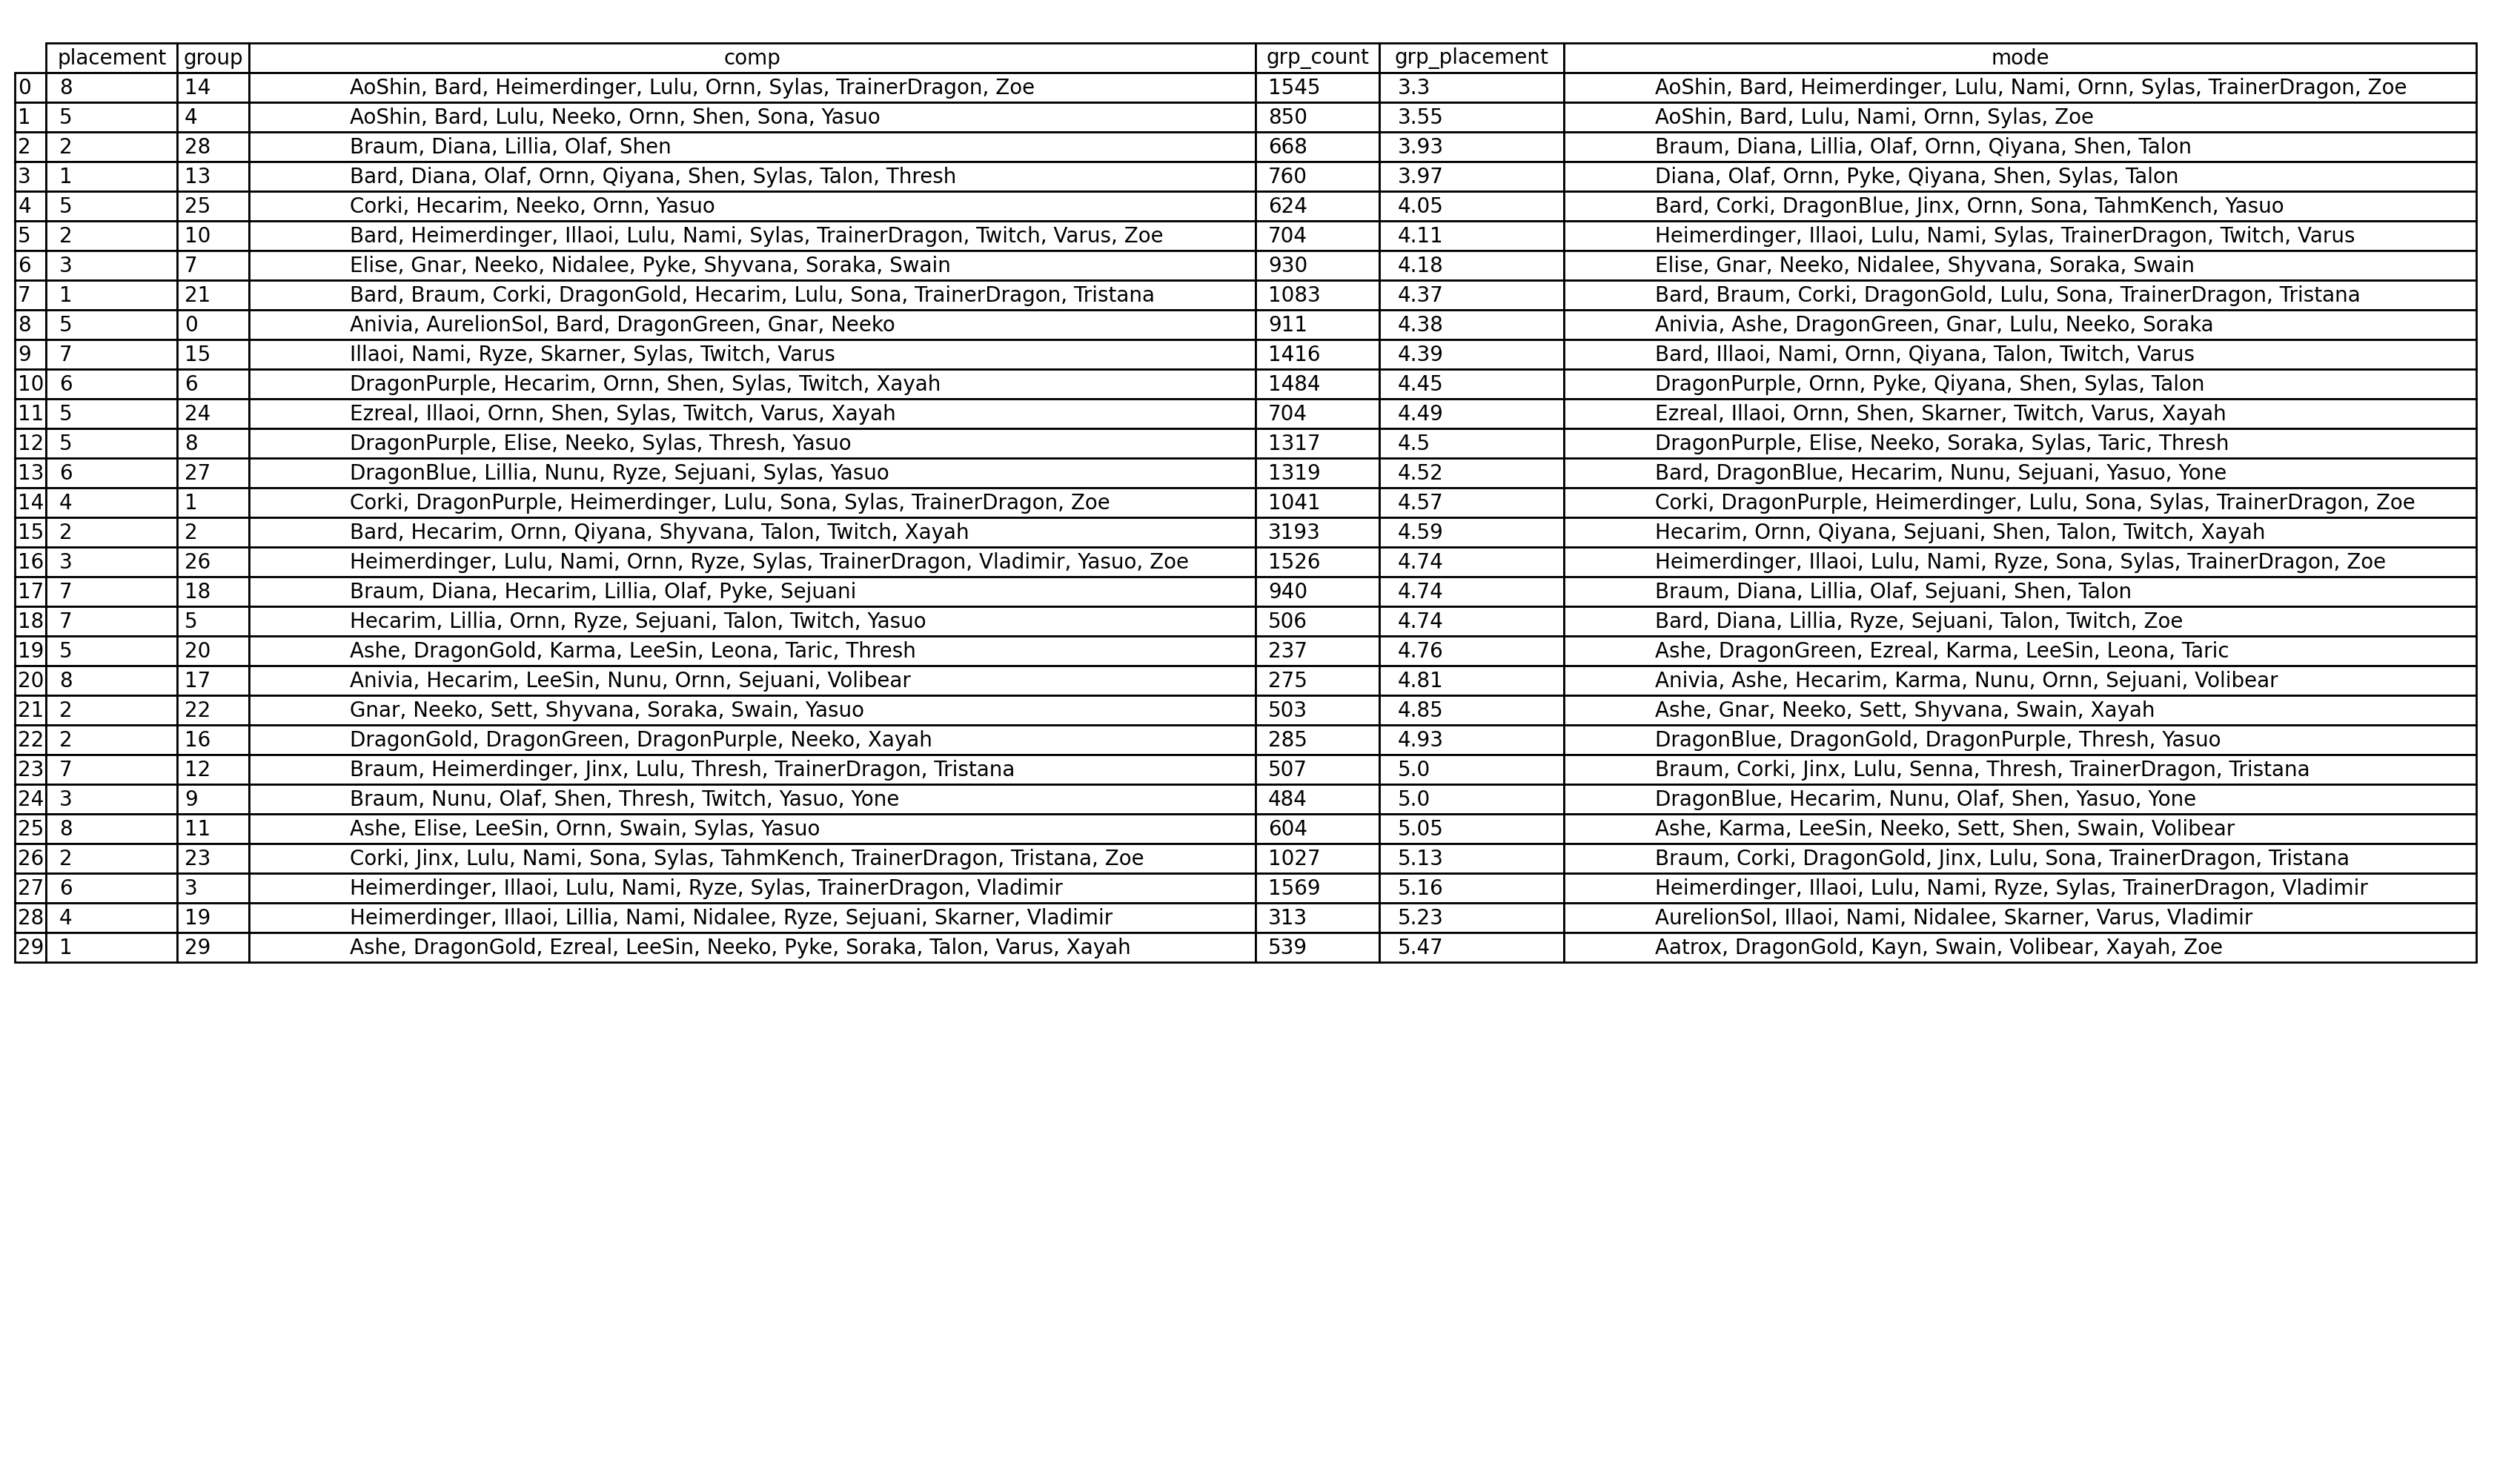 placement group comp grp_count grp_placement mode
0 8 14 AoShin, Bard, Heimerdinger, Lulu, Ornn, Sylas, TrainerDragon, Zoe 1545 3.3 AoShin, Bard, Heimerdinger, Lulu, Nami, Ornn, Sylas, TrainerDragon, Zoe
1 5 4 AoShin, Bard, Lulu, Neeko, Ornn, Shen, Sona, Yasuo 850 3.55 AoShin, Bard, Lulu, Nami, Ornn, Sylas, Zoe
2 2 28 Braum, Diana, Lillia, Olaf, Shen 668 3.93 Braum, Diana, Lillia, Olaf, Ornn, Qiyana, Shen, Talon
3 1 13 Bard, Diana, Olaf, Ornn, Qiyana, Shen, Sylas, Talon, Thresh 760 3.97 Diana, Olaf, Ornn, Pyke, Qiyana, Shen, Sylas, Talon
4 5 25 Corki, Hecarim, Neeko, Ornn, Yasuo 624 4.05 Bard, Corki, DragonBlue, Jinx, Ornn, Sona, TahmKench, Yasuo
5 2 10 Bard, Heimerdinger, Illaoi, Lulu, Nami, Sylas, TrainerDragon, Twitch, Varus, Zoe 704 4.11 Heimerdinger, Illaoi, Lulu, Nami, Sylas, TrainerDragon, Twitch, Varus
6 3 7 Elise, Gnar, Neeko, Nidalee, Pyke, Shyvana, Soraka, Swain 930 4.18 Elise, Gnar, Neeko, Nidalee, Shyvana, Soraka, Swain
7 1 21 Bard, Braum, Corki, DragonGold, Hecarim, Lulu, Sona, TrainerDragon, Tristana 1083 4.37 Bard, Braum, Corki, DragonGold, Lulu, Sona, TrainerDragon, Tristana
8 5 0 Anivia, AurelionSol, Bard, DragonGreen, Gnar, Neeko 911 4.38 Anivia, Ashe, DragonGreen, Gnar, Lulu, Neeko, Soraka
9 7 15 Illaoi, Nami, Ryze, Skarner, Sylas, Twitch, Varus 1416 4.39 Bard, Illaoi, Nami, Ornn, Qiyana, Talon, Twitch, Varus
10 6 6 DragonPurple, Hecarim, Ornn, Shen, Sylas, Twitch, Xayah 1484 4.45 DragonPurple, Ornn, Pyke, Qiyana, Shen, Sylas, Talon
11 5 24 Ezreal, Illaoi, Ornn, Shen, Sylas, Twitch, Varus, Xayah 704 4.49 Ezreal, Illaoi, Ornn, Shen, Skarner, Twitch, Varus, Xayah
12 5 8 DragonPurple, Elise, Neeko, Sylas, Thresh, Yasuo 1317 4.5 DragonPurple, Elise, Neeko, Soraka, Sylas, Taric, Thresh
13 6 27 DragonBlue, Lillia, Nunu, Ryze, Sejuani, Sylas, Yasuo 1319 4.52 Bard, DragonBlue, Hecarim, Nunu, Sejuani, Yasuo, Yone
14 4 1 Corki, DragonPurple, Heimerdinger, Lulu, Sona, Sylas, TrainerDragon, Zoe 1041 4.57 Corki, DragonPurple, Heimerdinger, Lulu, Sona, Sylas, TrainerDragon, Zoe
15 2 2 Bard, Hecarim, Ornn, Qiyana, Shyvana, Talon, Twitch, Xayah 3193 4.59 Hecarim, Ornn, Qiyana, Sejuani, Shen, Talon, Twitch, Xayah
16 3 26 Heimerdinger, Lulu, Nami, Ornn, Ryze, Sylas, TrainerDragon, Vladimir, Yasuo, Zoe 1526 4.74 Heimerdinger, Illaoi, Lulu, Nami, Ryze, Sona, Sylas, TrainerDragon, Zoe
17 7 18 Braum, Diana, Hecarim, Lillia, Olaf, Pyke, Sejuani 940 4.74 Braum, Diana, Lillia, Olaf, Sejuani, Shen, Talon
18 7 5 Hecarim, Lillia, Ornn, Ryze, Sejuani, Talon, Twitch, Yasuo 506 4.74 Bard, Diana, Lillia, Ryze, Sejuani, Talon, Twitch, Zoe
19 5 20 Ashe, DragonGold, Karma, LeeSin, Leona, Taric, Thresh 237 4.76 Ashe, DragonGreen, Ezreal, Karma, LeeSin, Leona, Taric
20 8 17 Anivia, Hecarim, LeeSin, Nunu, Ornn, Sejuani, Volibear 275 4.81 Anivia, Ashe, Hecarim, Karma, Nunu, Ornn, Sejuani, Volibear
21 2 22 Gnar, Neeko, Sett, Shyvana, Soraka, Swain, Yasuo 503 4.85 Ashe, Gnar, Neeko, Sett, Shyvana, Swain, Xayah
22 2 16 DragonGold, DragonGreen, DragonPurple, Neeko, Xayah 285 4.93 DragonBlue, DragonGold, DragonPurple, Thresh, Yasuo
23 7 12 Braum, Heimerdinger, Jinx, Lulu, Thresh, TrainerDragon, Tristana 507 5.0 Braum, Corki, Jinx, Lulu, Senna, Thresh, TrainerDragon, Tristana
24 3 9 Braum, Nunu, Olaf, Shen, Thresh, Twitch, Yasuo, Yone 484 5.0 DragonBlue, Hecarim, Nunu, Olaf, Shen, Yasuo, Yone
25 8 11 Ashe, Elise, LeeSin, Ornn, Swain, Sylas, Yasuo 604 5.05 Ashe, Karma, LeeSin, Neeko, Sett, Shen, Swain, Volibear
26 2 23 Corki, Jinx, Lulu, Nami, Sona, Sylas, TahmKench, TrainerDragon, Tristana, Zoe 1027 5.13 Braum, Corki, DragonGold, Jinx, Lulu, Sona, TrainerDragon, Tristana
27 6 3 Heimerdinger, Illaoi, Lulu, Nami, Ryze, Sylas, TrainerDragon, Vladimir 1569 5.16 Heimerdinger, Illaoi, Lulu, Nami, Ryze, Sylas, TrainerDragon, Vladimir
28 4 19 Heimerdinger, Illaoi, Lillia, Nami, Nidalee, Ryze, Sejuani, Skarner, Vladimir 313 5.23 AurelionSol, Illaoi, Nami, Nidalee, Skarner, Varus, Vladimir
29 1 29 Ashe, DragonGold, Ezreal, LeeSin, Neeko, Pyke, Soraka, Talon, Varus, Xayah 539 5.47 Aatrox, DragonGold, Kayn, Swain, Volibear, Xayah, Zoe